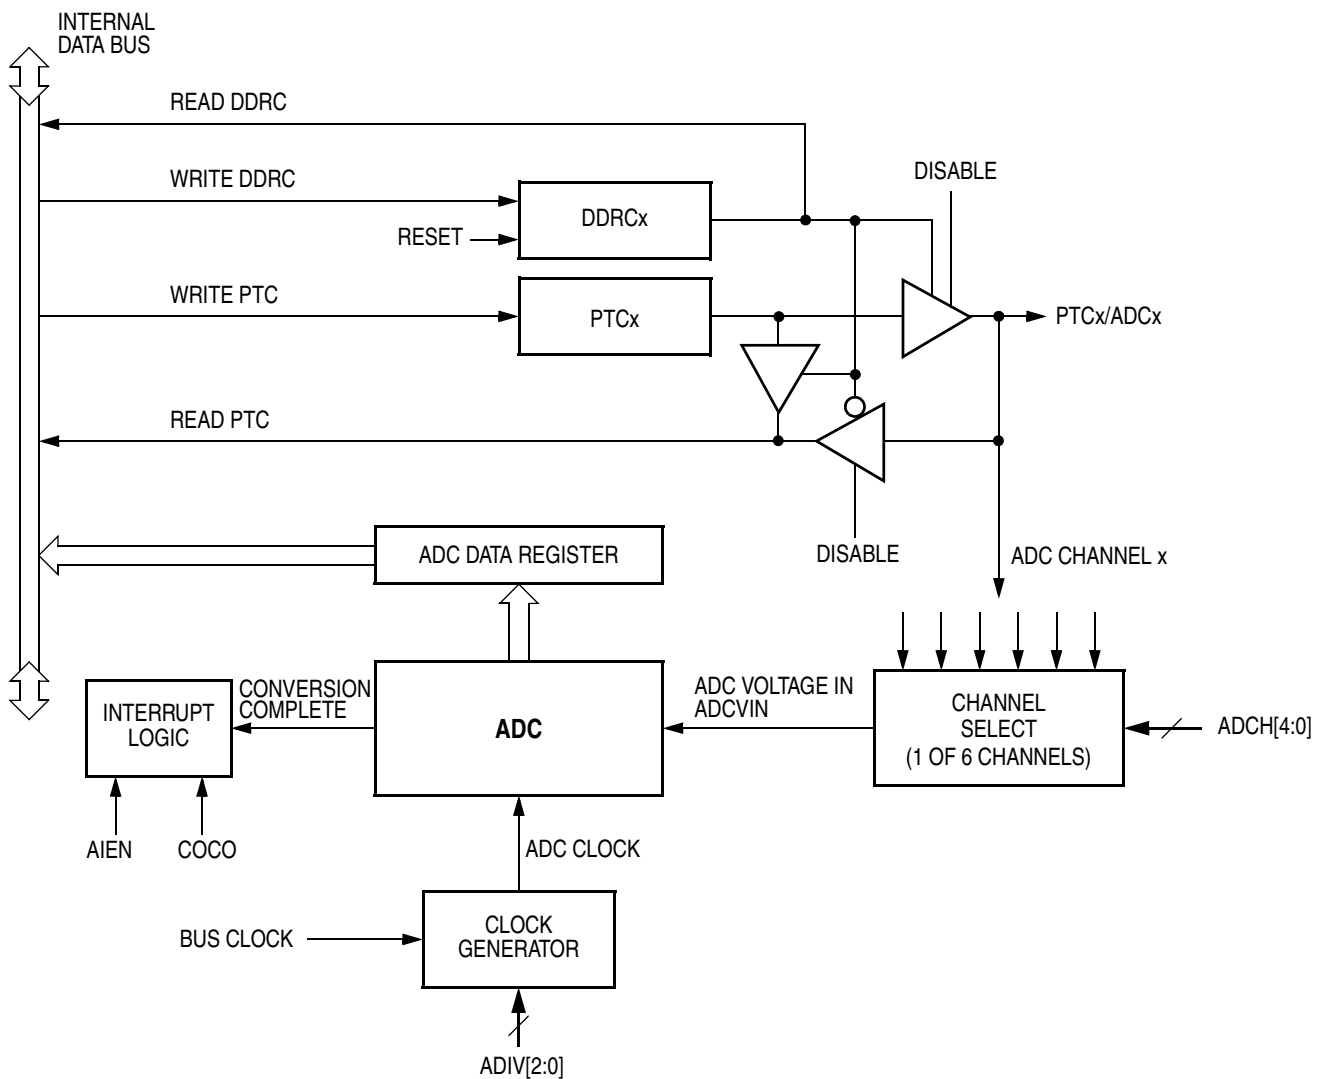 INTERNAL
DATA BUS
READ DDRC
WRITE DDRC
DISABLE
DDRCx
RESET
WRITE PTC
PTCx
PTCx/ADCx
READ PTC
DISABLE
ADC DATA REGISTER
ADC CHANNEL x
INTERRUPT
LOGIC
CONVERSION
COMPLETE
ADC
ADC VOLTAGE IN
ADCVIN
CHANNEL
SELECT
(1 OF 6 CHANNELS)
ADCH[4:0]
AIEN
COCO
ADC CLOCK
BUS CLOCK
CLOCK
GENERATOR
ADIV[2:0]